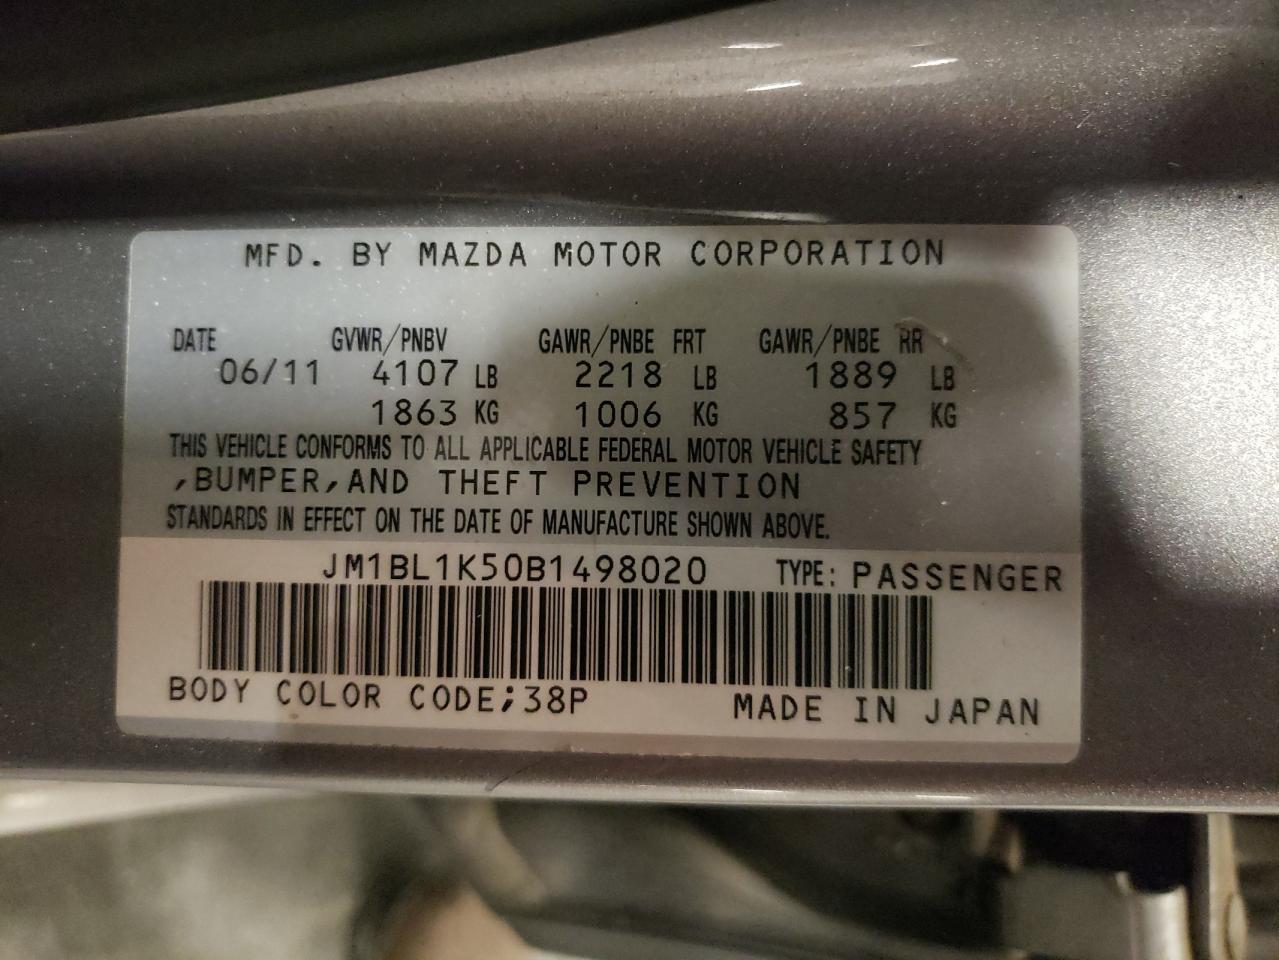 MFD. BY MAZDA MOTOR CORPORATION
DATE GVWR/PNBV GAWR/PNBE FRT GAWR/PNBE RR
06/11 4107 LB 2218 LB 1889 LB
1863 KG 1006 KG 857 KG
THIS VEHICLE CONFORMS TO ALL APPLICABLE FEDERAL MOTOR VEHICLE SAFETY
,BUMPER,AND THEFT PREVENTION
STANDARDS IN EFFECT ON THE DATE OF MANUFACTURE SHOWN ABOVE.
JM1BL1K50B1498020 TYPE: PASSENGER
BODY COLOR CODE;38P MADE IN JAPAN